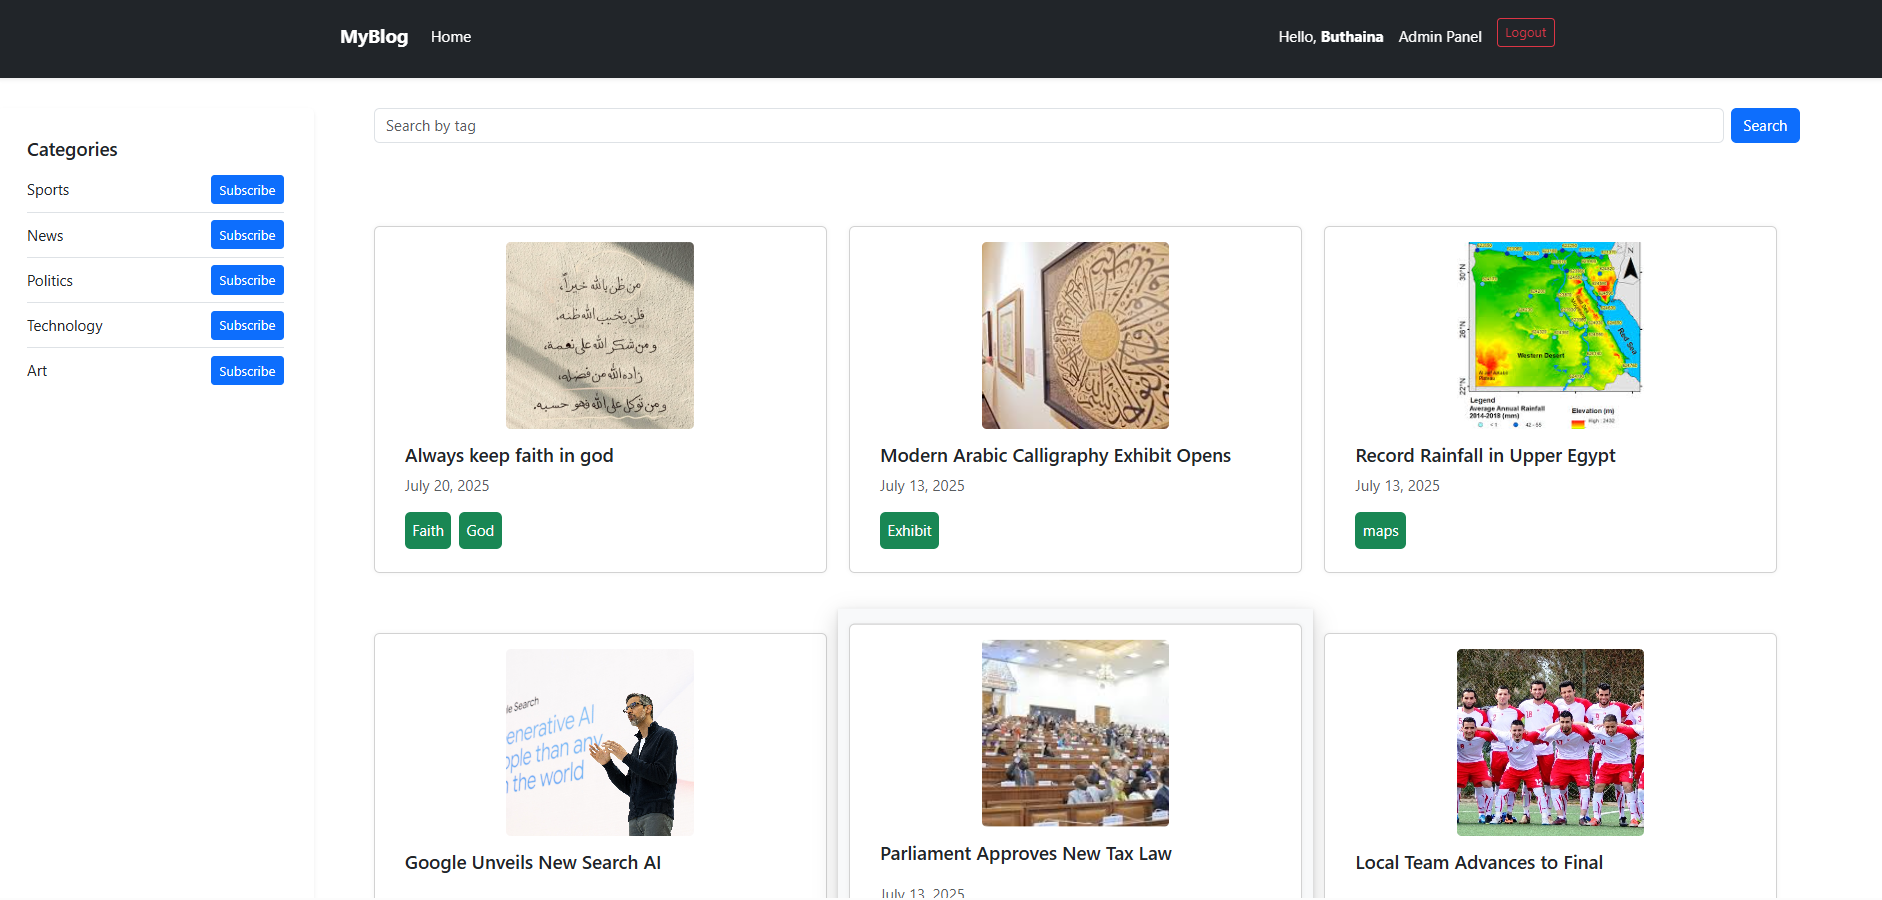 MyBlog Home Hello, Buthaina Admin Panel Logout
Search by tag Search
Categories
Sports Subscribe
News Subscribe
Politics Subscribe
Technology Subscribe
Art Subscribe
من ظن بالله خيراً،
فلن يخيب الله ظنه.
ومن شكر الله على نعمة،
زاده الله من فضله،
ومن توكل على الله فهو حسبه.
Always keep faith in god
July 20, 2025
Faith God
Modern Arabic Calligraphy Exhibit Opens
July 13, 2025
Exhibit
N
30°N
26°N
22°N
Western Desert
Red Sea
Legend
Average Annual Rainfall
2014-2018 (mm)
< 1
42 - 55
Elevation (m)
High : 2402
Record Rainfall in Upper Egypt
July 13, 2025
maps
le Search
enerative AI
ople than any
the world
Google Unveils New Search AI
Parliament Approves New Tax Law
July 13, 2025
Local Team Advances to Final